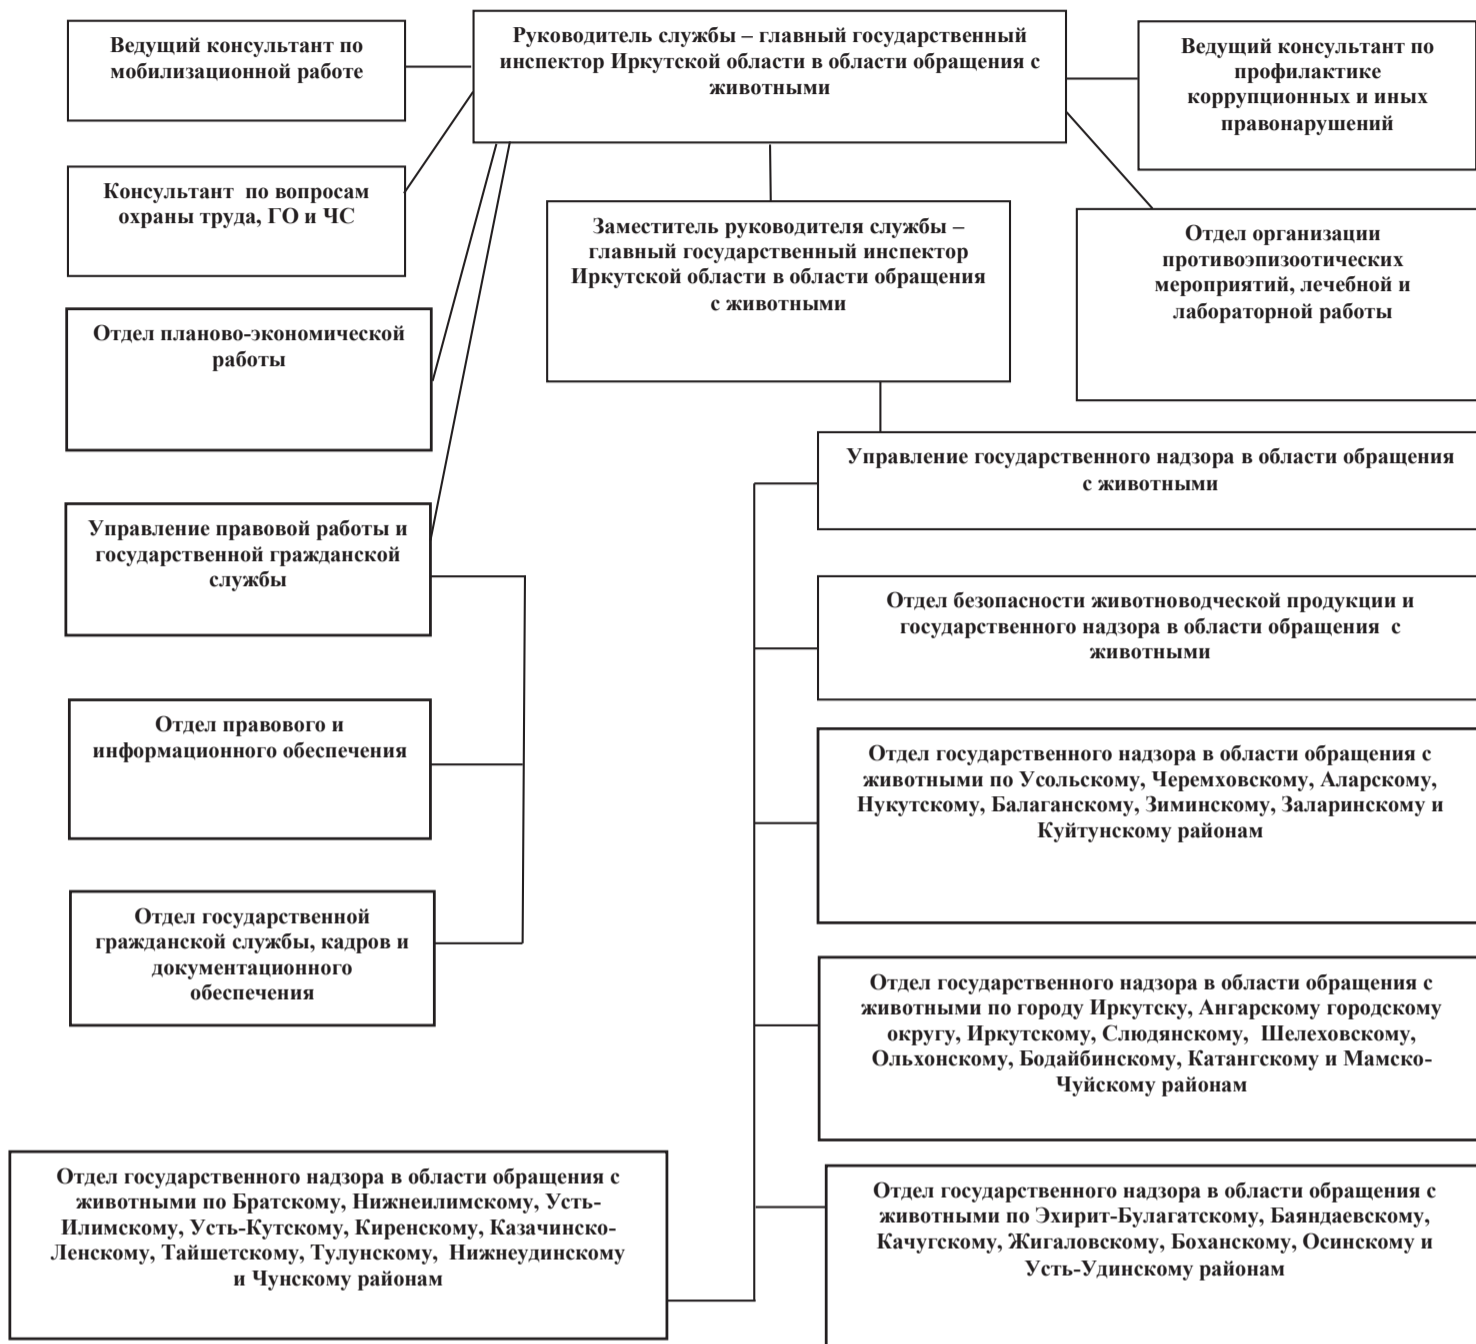 Ведущий консультант по
мобилизационной работе
Руководитель службы – главный государственный
инспектор Иркутской области в области обращения с
животными
Ведущий консультант по
профилактике
коррупционных и иных
правонарушений
Консультант по вопросам
охраны труда, ГО и ЧС
Заместитель руководителя службы –
главный государственный инспектор
Иркутской области в области обращения
с животными
Отдел организации
противоэпизоотических
мероприятий, лечебной и
лабораторной работы
Отдел планово-экономической
работы
Управление государственного надзора в области обращения
с животными
Управление правовой работы и
государственной гражданской
службы
Отдел безопасности животноводческой продукции и
государственного надзора в области обращения с
животными
Отдел правового и
информационного обеспечения
Отдел государственного надзора в области обращения с
животными по Усольскому, Черемховскому, Аларскому,
Нукутскому, Балаганскому, Зиминскому, Заларинскому и
Куйтунскому районам
Отдел государственной
гражданской службы, кадров и
документационного
обеспечения
Отдел государственного надзора в области обращения с
животными по городу Иркутску, Ангарскому городскому
округу, Иркутскому, Слюдянскому, Шелеховскому,
Ольхонскому, Бодайбинскому, Катангскому и Мамско-
Чуйскому районам
Отдел государственного надзора в области обращения с
животными по Братскому, Нижнеилимскому, Усть-
Илимскому, Усть-Кутскому, Киренскому, Казачинско-
Ленскому, Тайшетскому, Тулунскому, Нижнеудинскому
и Чунскому районам
Отдел государственного надзора в области обращения с
животными по Эхирит-Булагатскому, Баяндаевскому,
Качугскому, Жигаловскому, Боханскому, Осинскому и
Усть-Удинскому районам